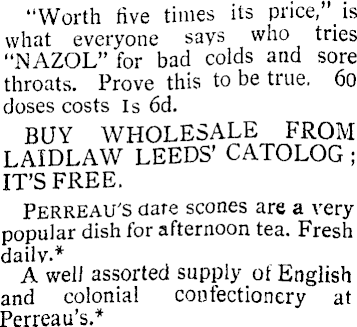 "Worth five times its price," is
what everyone says who tries
"NAZOL" for bad colds and sore
throats. Prove this to be true. 60
doses costs 1s 6d.
BUY WHOLESALE FROM
LAIDLAW LEEDS' CATOLOG;
IT'S FREE.
PERREAU'S date scones are a very
popular dish for afternoon tea. Fresh
daily.*
A well assorted supply of English
and colonial confectionery at
Perreau's.*